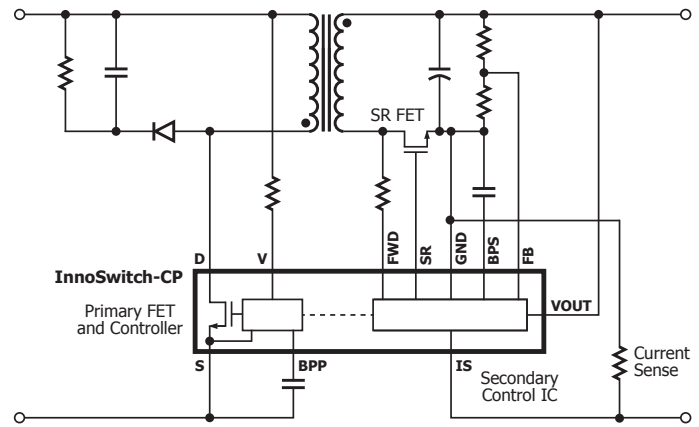 SR FET
D
V
FWD
SR
GND
BPS
FB
InnoSwitch-CP
Primary FET
and Controller
VOUT
S
BPP
IS
Secondary
Control IC
Current
Sense